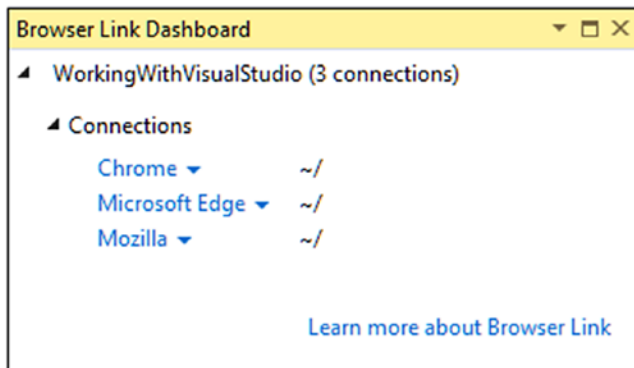 Browser Link Dashboard
WorkingWithVisualStudio (3 connections)
Connections
Chrome ~/
Microsoft Edge ~/
Mozilla ~/
Learn more about Browser Link